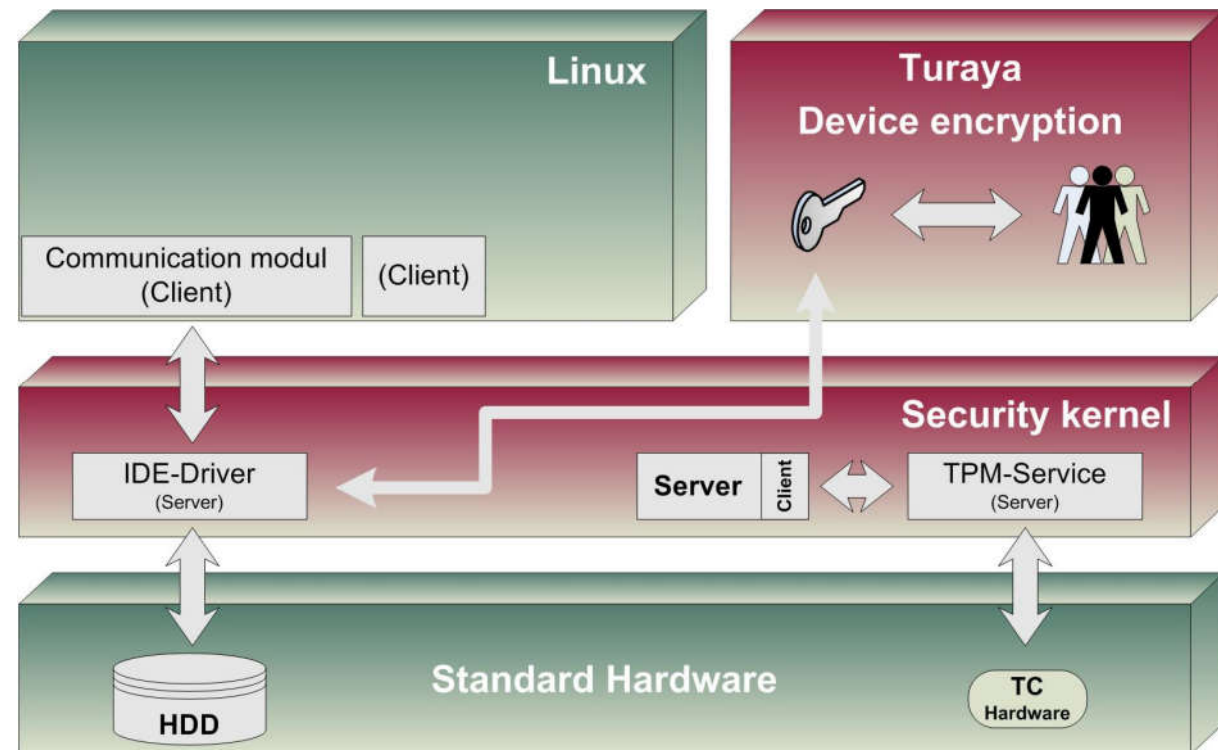 Linux
Turaya
Device encryption
Communication modul
(Client)
(Client)
Security kernel
IDE-Driver
(Server)
Server
Client
TPM-Service
(Server)
Standard Hardware
HDD
TC
Hardware